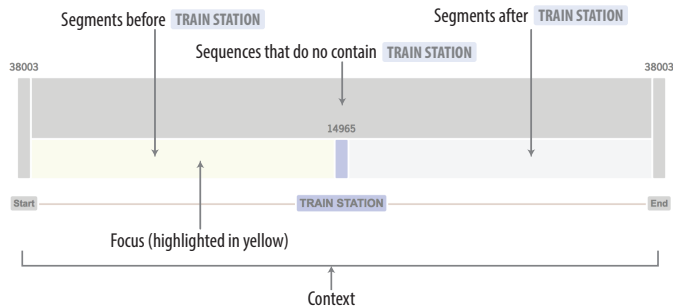 Segments before TRAIN STATION
Segments after TRAIN STATION
Sequences that do no contain TRAIN STATION
38003
38003
14965
Start
TRAIN STATION
End
Focus (highlighted in yellow)
Context